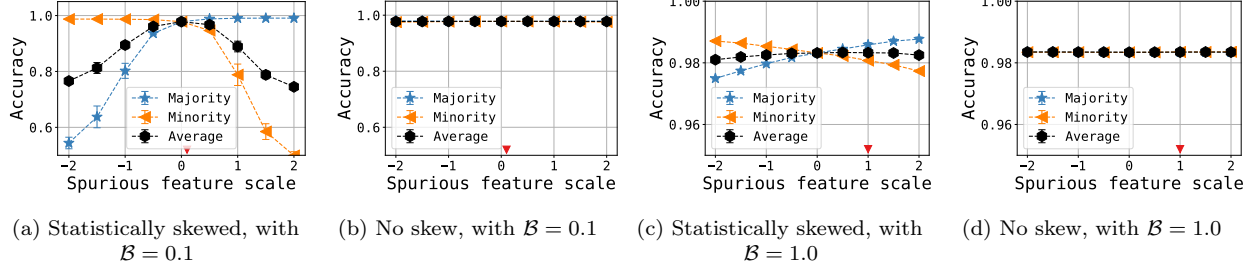 1.0
0.8
0.6
Accuracy
Majority
Minority
Average
−2
−1
0
1
2
Spurious feature scale
(a) Statistically skewed, with
ℬ = 0.1
1.0
0.8
0.6
Accuracy
Majority
Minority
Average
−2
−1
0
1
2
Spurious feature scale
(b) No skew, with ℬ = 0.1
1.00
0.98
0.96
Accuracy
Majority
Minority
Average
−2
−1
0
1
2
Spurious feature scale
(c) Statistically skewed, with
ℬ = 1.0
1.00
0.98
0.96
Accuracy
Majority
Minority
Average
−2
−1
0
1
2
Spurious feature scale
(d) No skew, with ℬ = 1.0